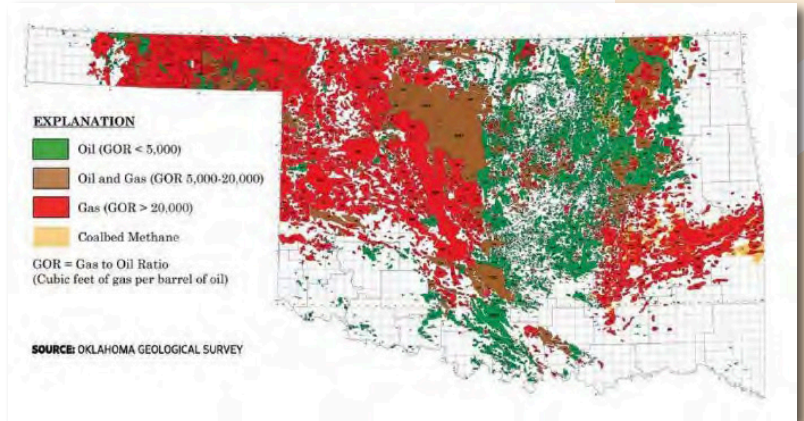 EXPLANATION
Oil (GOR < 5,000)
Oil and Gas (GOR 5,000-20,000)
Gas (GOR > 20,000)
Coalbed Methane
GOR = Gas to Oil Ratio
(Cubic feet of gas per barrel of oil)
SOURCE: OKLAHOMA GEOLOGICAL SURVEY